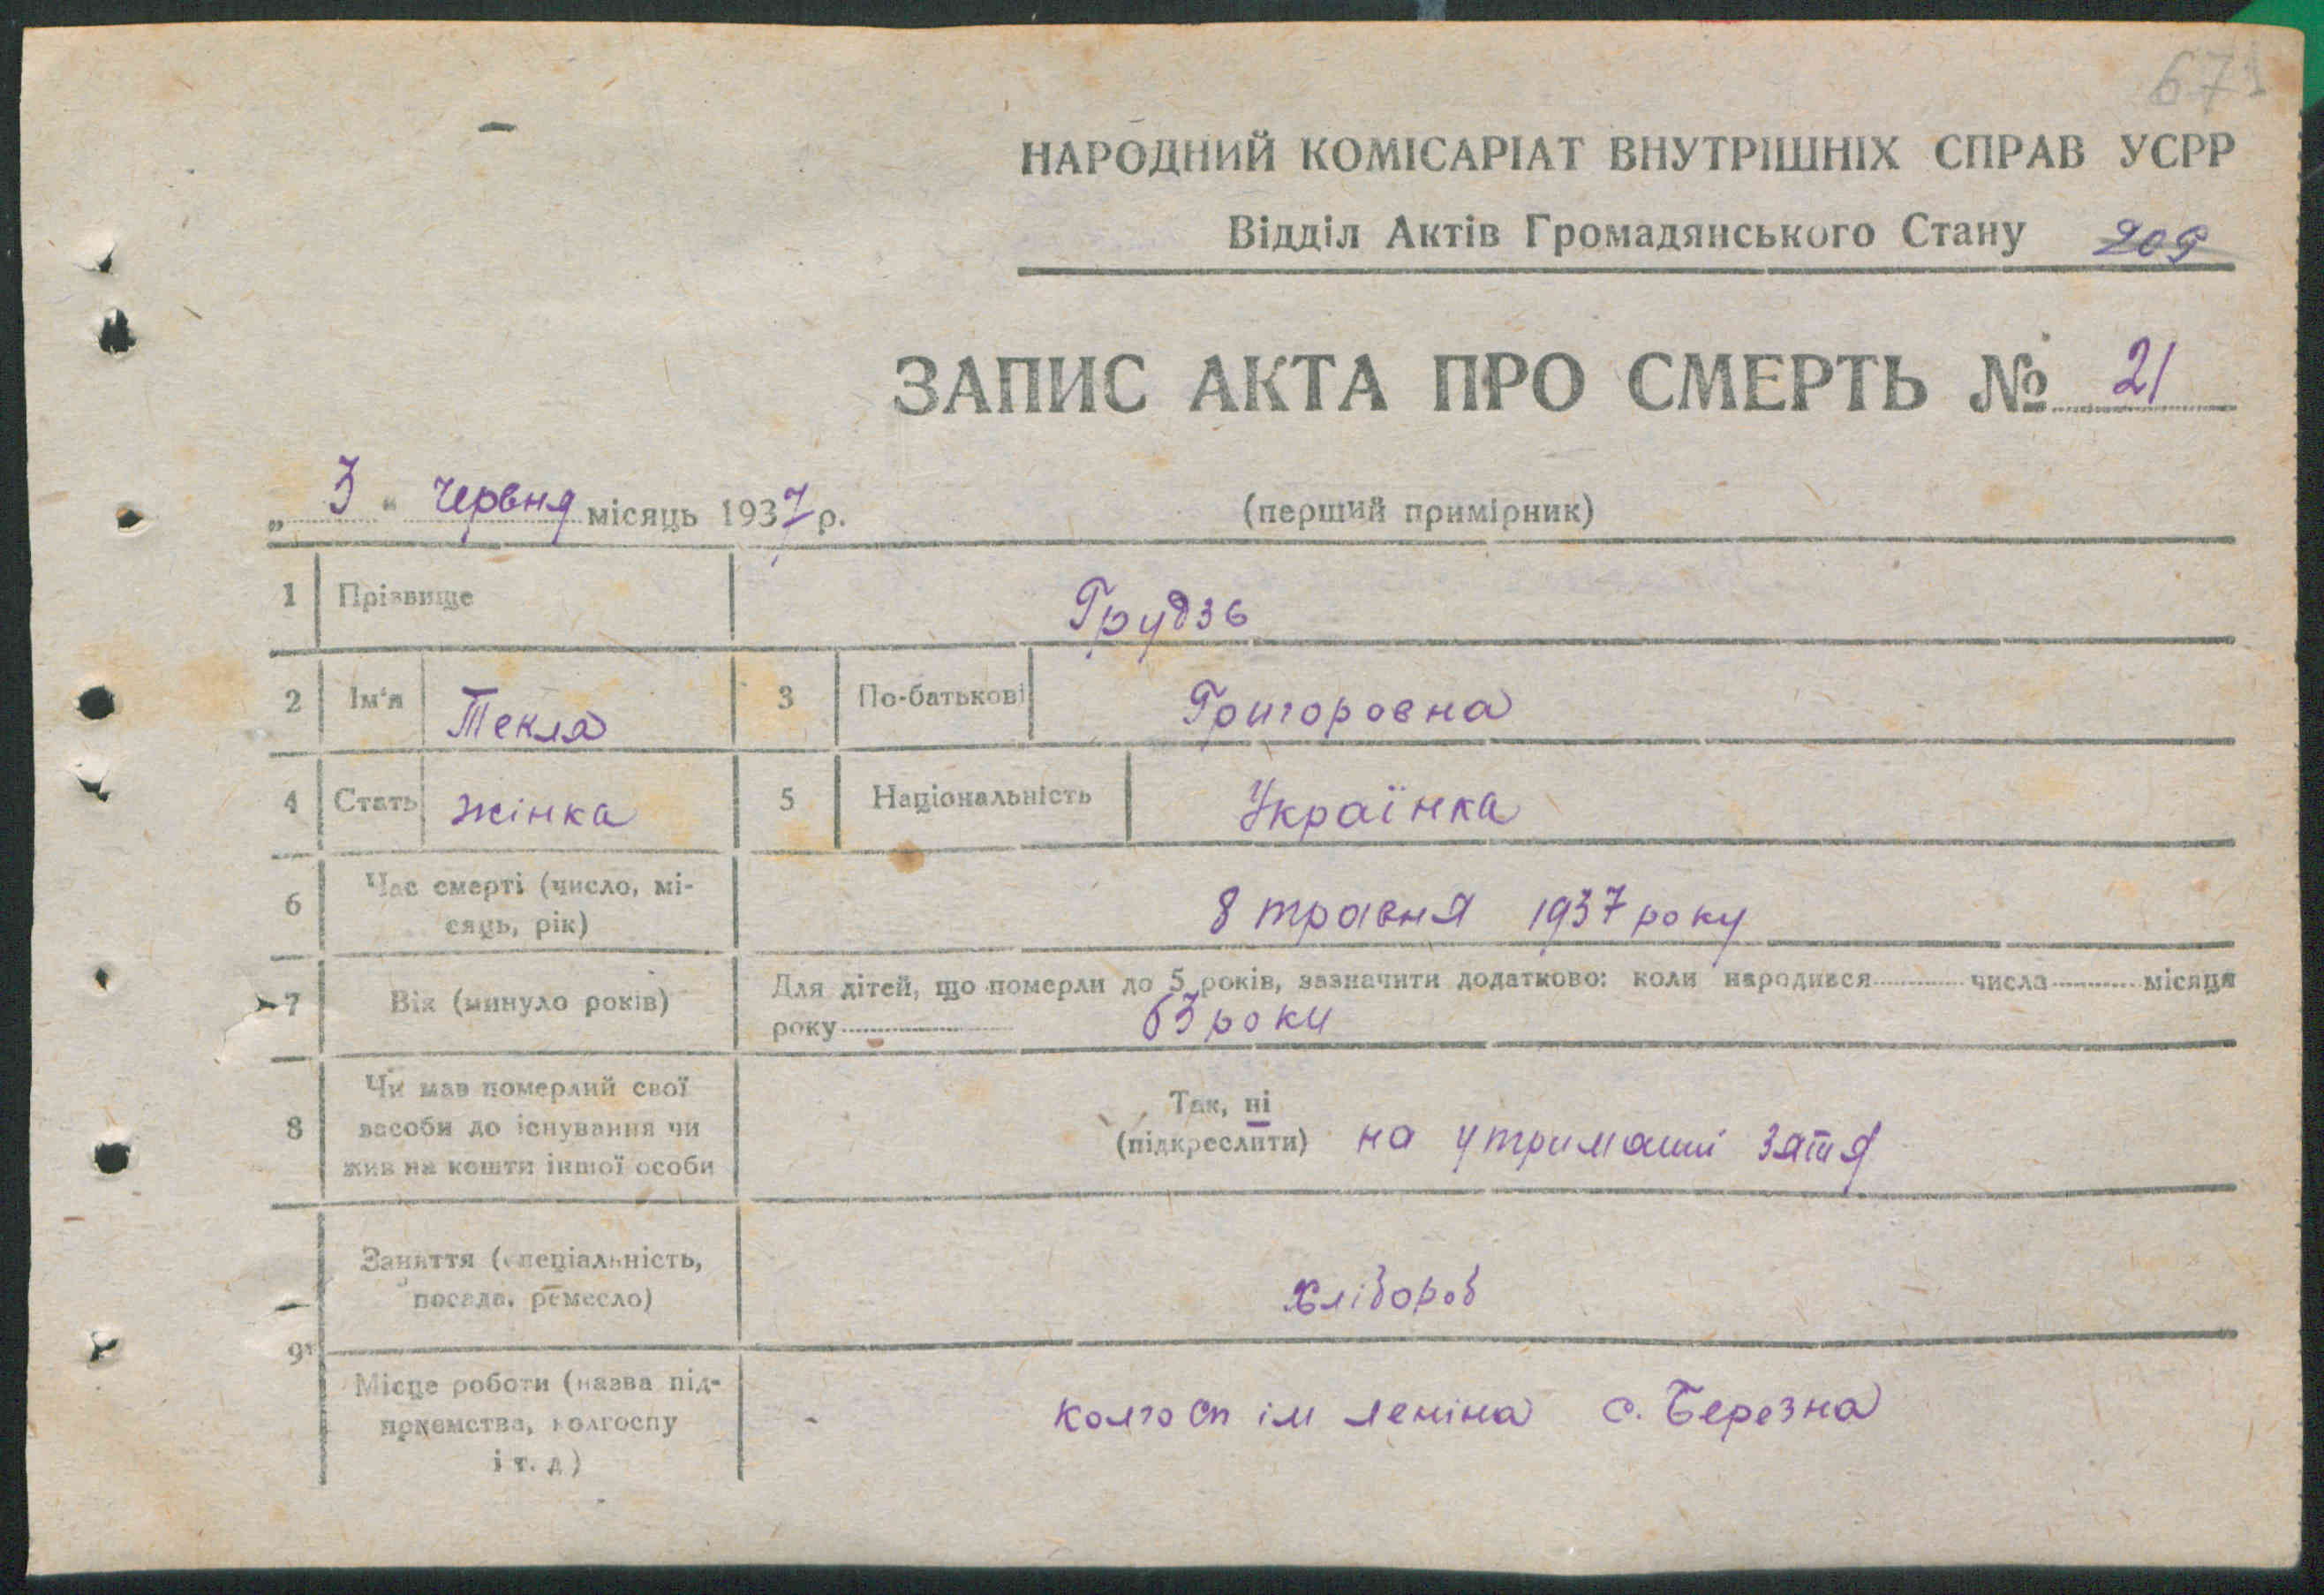 671
НАРОДНИЙ КОМІСАРІАТ ВНУТРІШНІХ СПРАВ УСРР
Відділ Актів Громадянського Стану 209
ЗАПИС АКТА ПРО СМЕРТЬ № 21
„ 3 " червня місяць 1937 р. (перший примірник)
1 Прізвище Грудзь
2 Ім'я Текля 3 По-батькові Григоровна
4 Стать жінка 5 Національність Українка
6 Час смерті (число, мі-
сяць, рік) 8 травня 1937 року
7 Вік (минуло років) Для дітей, що померли до 5 років, зазначити додатково: коли народився числа місяця
року 63 роки
8 Чи мав померлий свої
засоби до існування чи
жив на кошти іншої особи
Так, ні
(підкреслити) на утриманні зятя
9 Заняття (спеціальність,
посада, ремесло) хлібороб
Місце роботи (назва під-
приємства, колгоспу
і т. д) колгосп ім леніна с. Березна